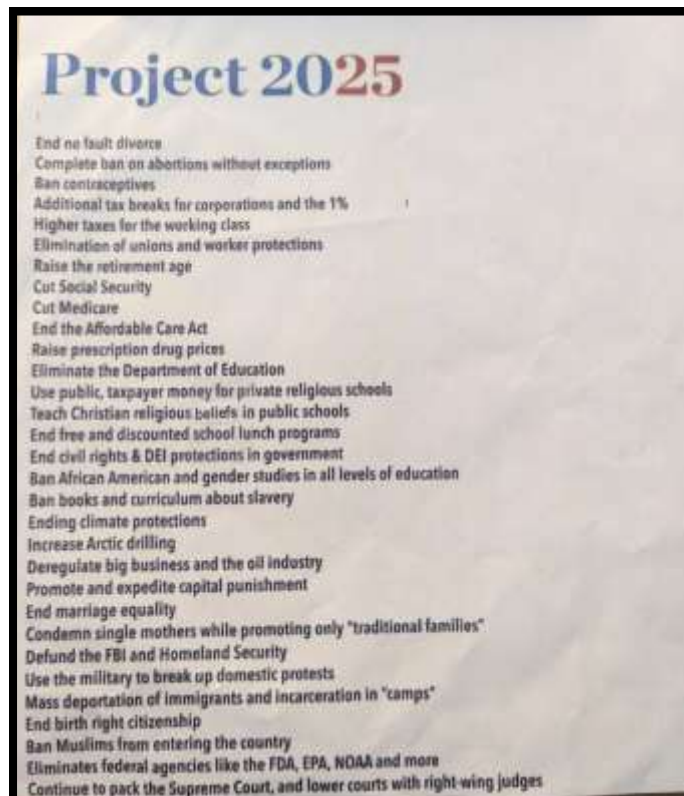 Project 2025
End no fault divorce
Complete ban on abortions without exceptions
Ban contraceptives
Additional tax breaks for corporations and the 1%
Higher taxes for the working class
Elimination of unions and worker protections
Raise the retirement age
Cut Social Security
Cut Medicare
End the Affordable Care Act
Raise prescription drug prices
Eliminate the Department of Education
Use public, taxpayer money for private religious schools
Teach Christian religious beliefs in public schools
End free and discounted school lunch programs
End civil rights & DEI protections in government
Ban African American and gender studies in all levels of education
Ban books and curriculum about slavery
Ending climate protections
Increase Arctic drilling
Deregulate big business and the oil industry
Promote and expedite capital punishment
End marriage equality
Condemn single mothers while promoting only "traditional families"
Defund the FBI and Homeland Security
Use the military to break up domestic protests
Mass deportation of immigrants and incarceration in "camps"
End birth right citizenship
Ban Muslims from entering the country
Eliminates federal agencies like the FDA, EPA, NOAA and more
Continue to pack the Supreme Court, and lower courts with right-wing judges